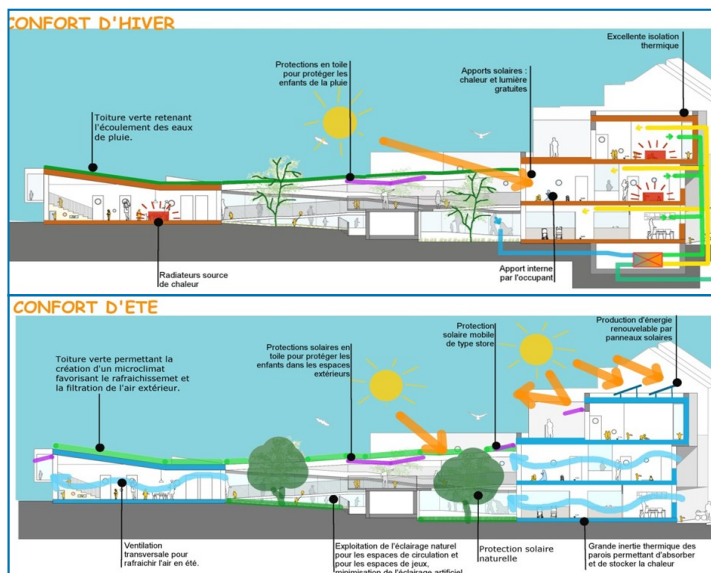 CONFORT D'HIVER
Excellente isolation
thermique
Protections en toile
pour protéger les
enfants de la pluie
Apports solaires :
chaleur et lumière
gratuites
Toiture verte retenant
l'écoulement des eaux
de pluie.
Radiateurs source
de chaleur
Apport interne
par l'occupant
CONFORT D'ETE
Production d'énergie
renouvelable par
panneaux solaires
Protection
solaire mobile
de type store
Protections solaires en
toile pour protéger les
enfants dans les espaces
extérieurs
Toiture verte permettant la
création d'un microclimat
favorisant le rafraichissemet et
la filtration de l'air extérieur.
Ventilation
transversale pour
rafraichir l'air en été.
Exploitation de l'éclairage naturel
pour les espaces de circulation et
pour les espaces de jeux,
minimisation de l'éclairage artificiel
Protection solaire
naturelle
Grande inertie thermique des
parois permettant d'absorber
et de stocker la chaleur